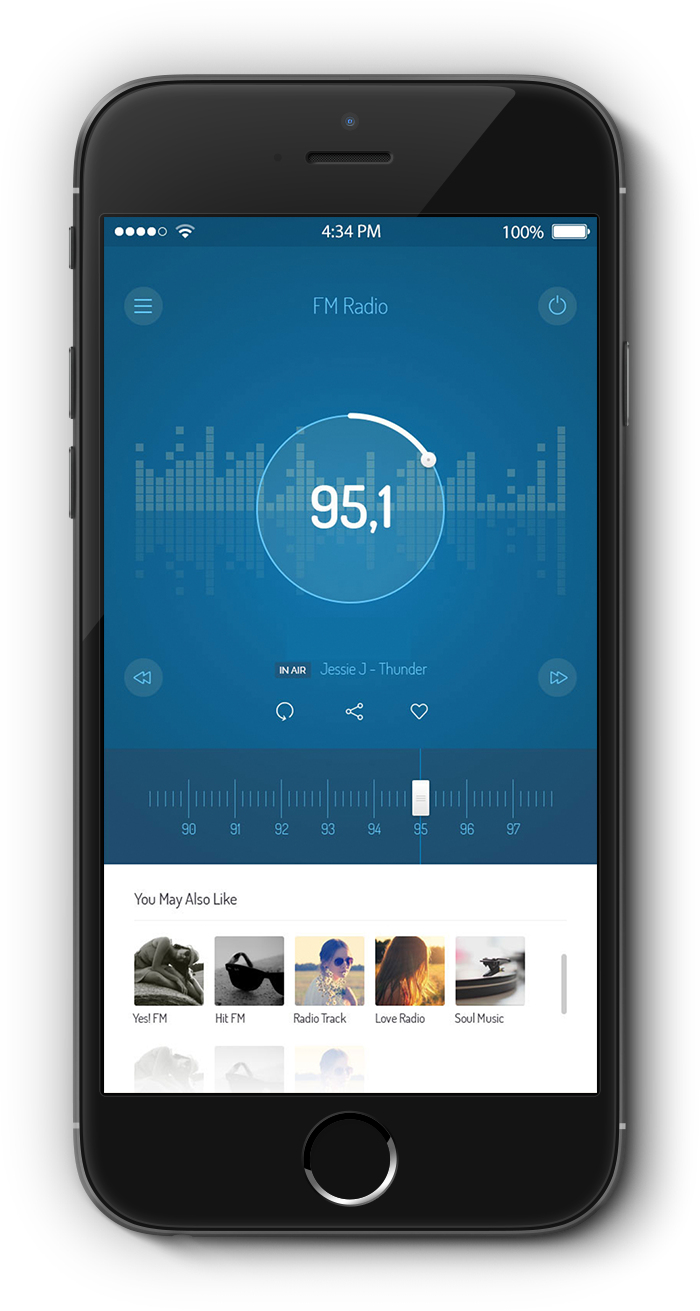 4:34 PM 100%
FM Radio
95,1
IN AIR Jessie J - Thunder
90 91 92 93 94 95 96 97
You May Also Like
Yes! FM Hit FM Radio Track Love Radio Soul Music